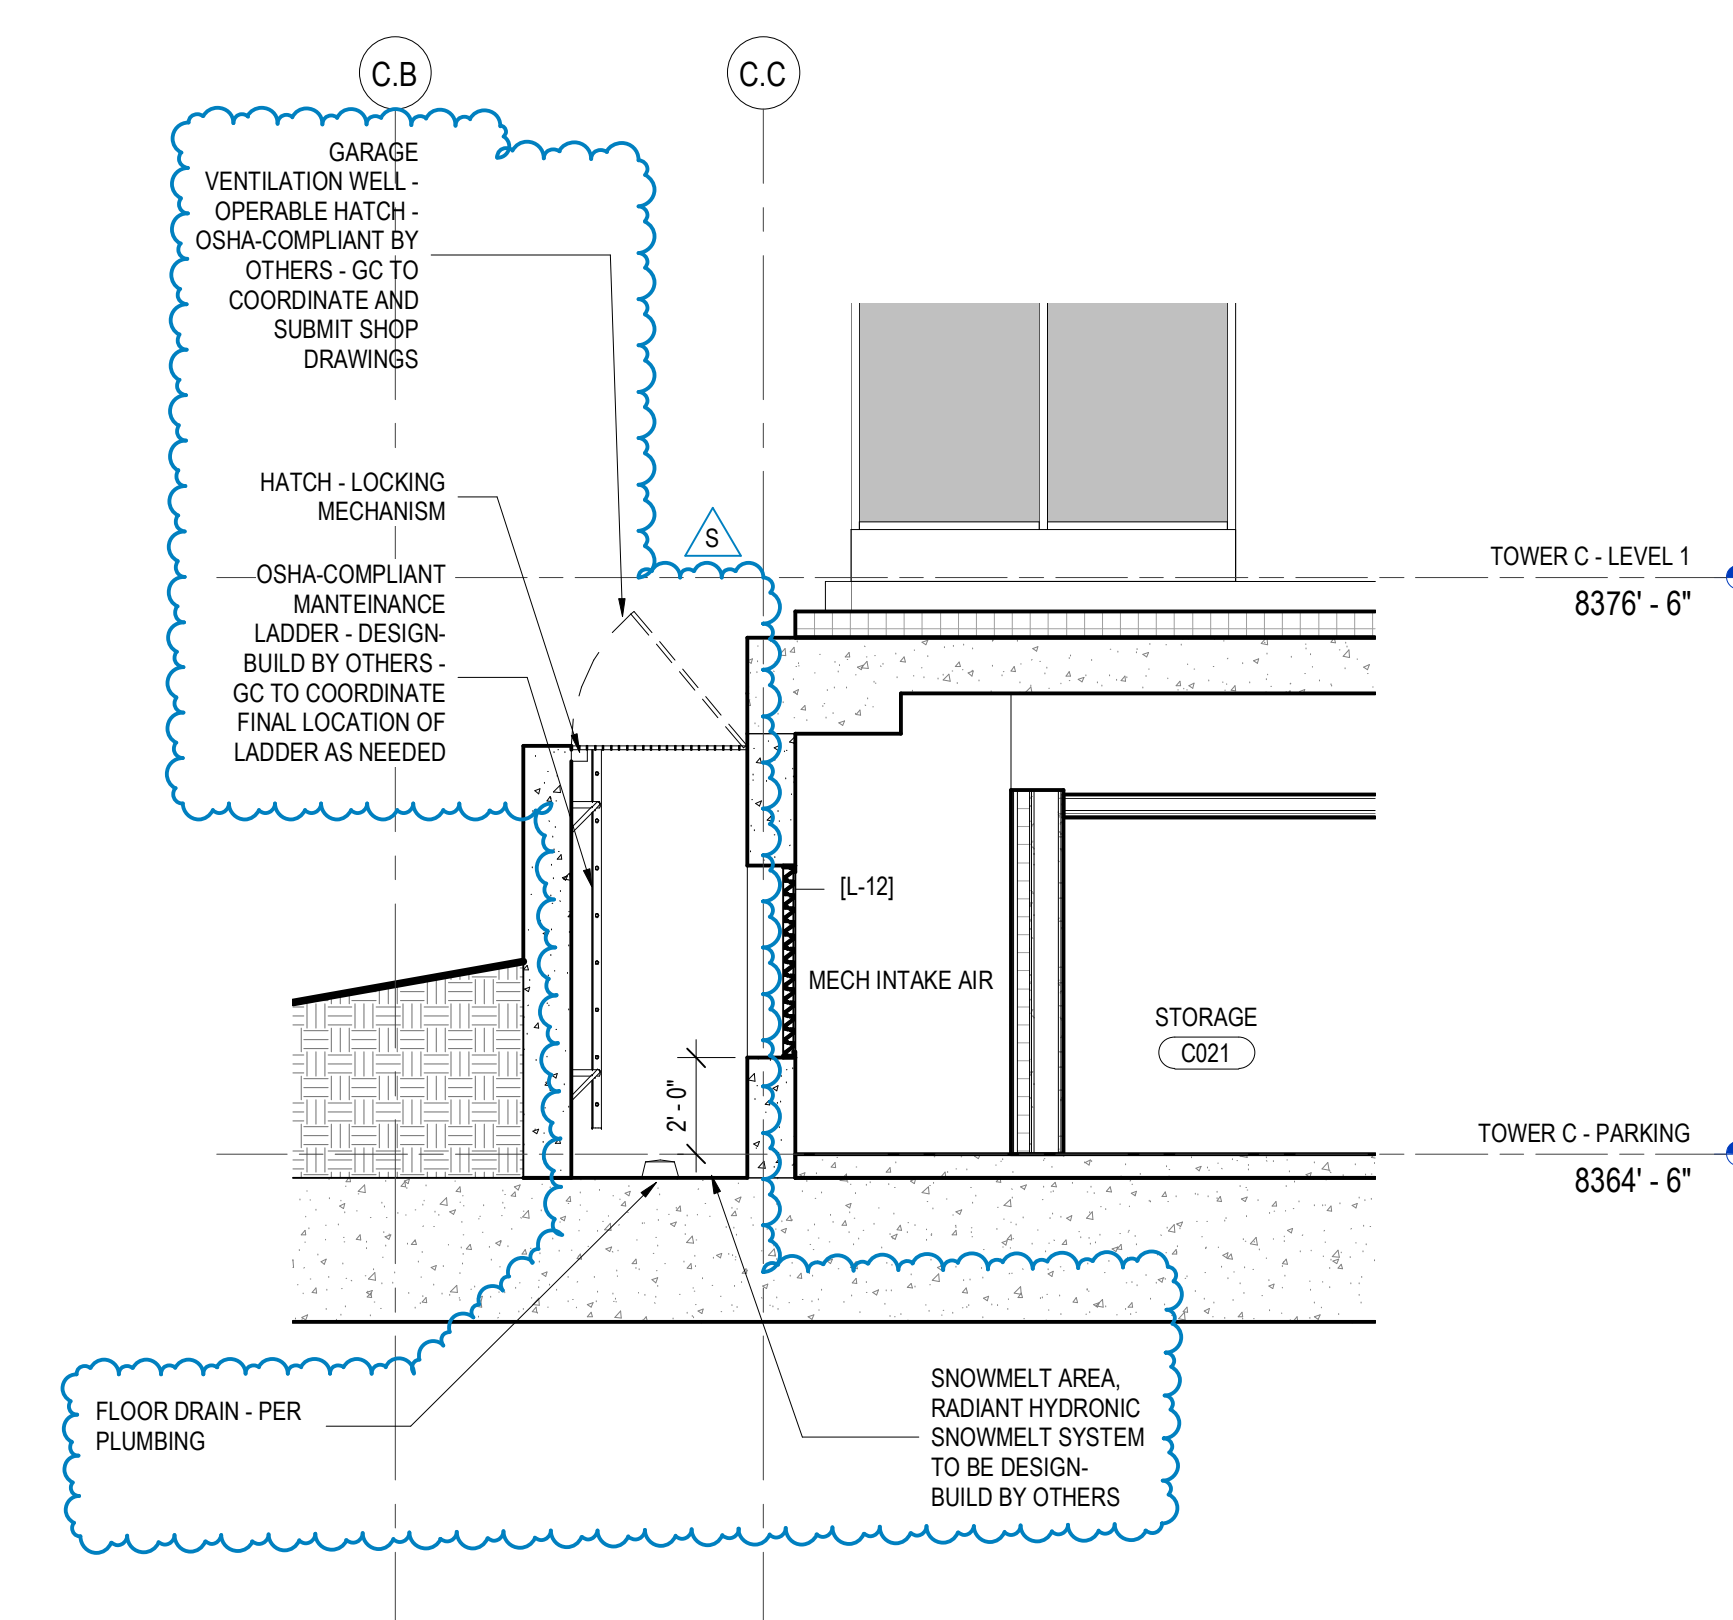 C.B
C.C
GARAGE
VENTILATION WELL -
OPERABLE HATCH -
OSHA-COMPLIANT BY
OTHERS - GC TO
COORDINATE AND
SUBMIT SHOP
DRAWINGS
HATCH - LOCKING
MECHANISM
S
OSHA-COMPLIANT
MANTEINANCE
LADDER - DESIGN-
BUILD BY OTHERS -
GC TO COORDINATE
FINAL LOCATION OF
LADDER AS NEEDED
TOWER C - LEVEL 1
8376' - 6"
[L-12]
MECH INTAKE AIR
STORAGE
C021
2' - 0"
TOWER C - PARKING
8364' - 6"
FLOOR DRAIN - PER
PLUMBING
SNOWMELT AREA,
RADIANT HYDRONIC
SNOWMELT SYSTEM
TO BE DESIGN-
BUILD BY OTHERS